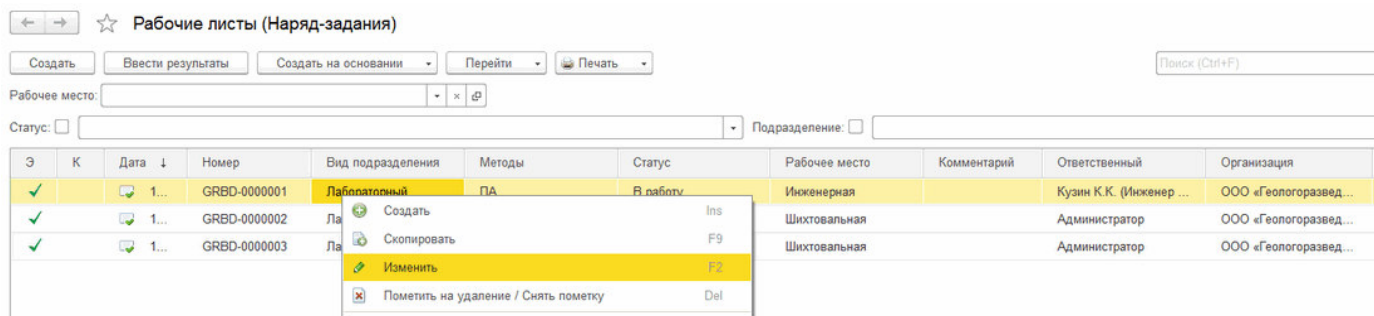 Рабочие листы (Наряд-задания)
Создать Ввести результаты Создать на основании Перейти Печать Поиск (Ctrl+F)
Рабочее место:
Статус: Подразделение:
Э К Дата ↓ Номер Вид подразделения Методы Статус Рабочее место Комментарий Ответственный Организация
1... GRBD-0000001 Лабораторный ПА В работу Инженерная Кузин К.К. (Инженер ... ООО «Геологоразвед...
1... GRBD-0000002 Ла Шихтовальная Администратор ООО «Геологоразвед...
1... GRBD-0000003 Ла Шихтовальная Администратор ООО «Геологоразвед...
Создать Ins
Скопировать F9
Изменить F2
Пометить на удаление / Снять пометку Del